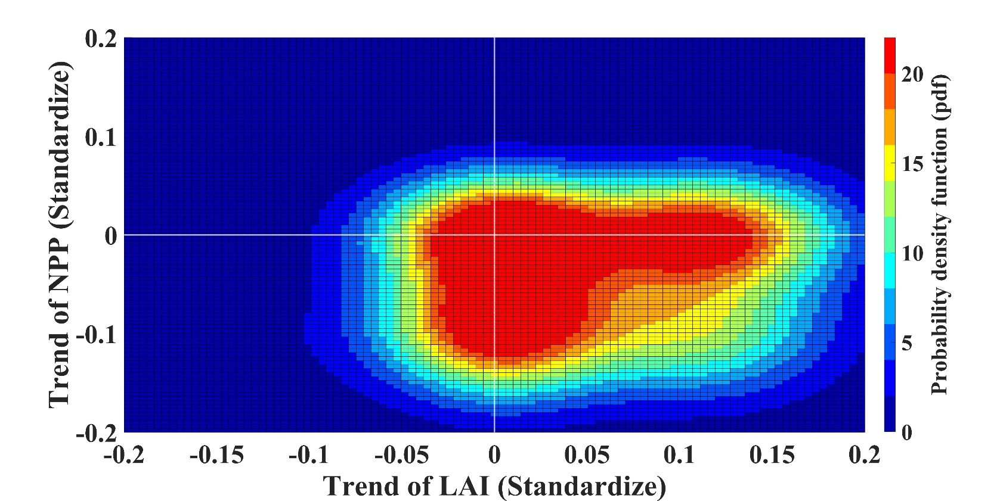 0.2
0.1
0
-0.1
-0.2
Trend of NPP (Standardize)
-0.2 -0.15 -0.1 -0.05 0 0.05 0.1 0.15 0.2
Trend of LAI (Standardize)
20
15
10
5
0
Probability density function (pdf)